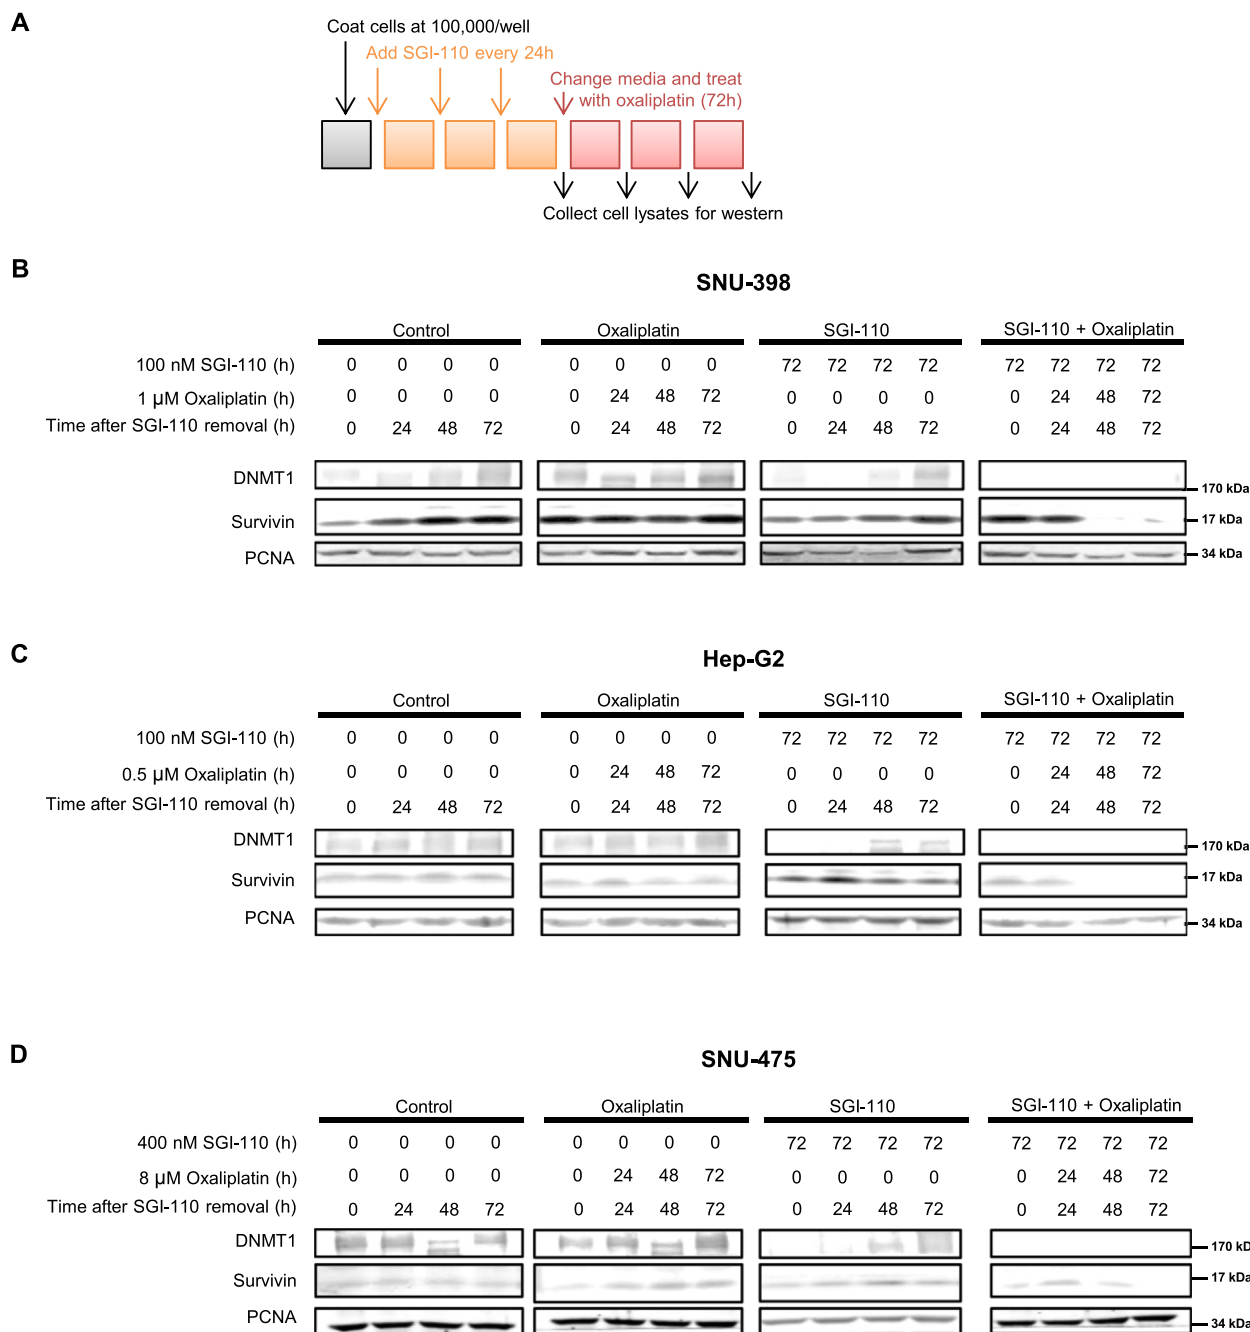 A
Coat cells at 100,000/well
Add SGI-110 every 24h
Change media and treat
with oxaliplatin (72h)
Collect cell lysates for western
B
SNU-398
Control Oxaliplatin SGI-110 SGI-110 + Oxaliplatin
100 nM SGI-110 (h) 0 0 0 0 0 0 0 0 72 72 72 72 72 72 72 72
1 µM Oxaliplatin (h) 0 0 0 0 0 24 48 72 0 0 0 0 0 24 48 72
Time after SGI-110 removal (h) 0 24 48 72 0 24 48 72 0 24 48 72 0 24 48 72
DNMT1 170 kDa
Survivin 17 kDa
PCNA 34 kDa
C
Hep-G2
Control Oxaliplatin SGI-110 SGI-110 + Oxaliplatin
100 nM SGI-110 (h) 0 0 0 0 0 0 0 0 72 72 72 72 72 72 72 72
0.5 µM Oxaliplatin (h) 0 0 0 0 0 24 48 72 0 0 0 0 0 24 48 72
Time after SGI-110 removal (h) 0 24 48 72 0 24 48 72 0 24 48 72 0 24 48 72
DNMT1 170 kDa
Survivin 17 kDa
PCNA 34 kDa
D
SNU-475
Control Oxaliplatin SGI-110 SGI-110 + Oxaliplatin
400 nM SGI-110 (h) 0 0 0 0 0 0 0 0 72 72 72 72 72 72 72 72
8 µM Oxaliplatin (h) 0 0 0 0 0 24 48 72 0 0 0 0 0 24 48 72
Time after SGI-110 removal (h) 0 24 48 72 0 24 48 72 0 24 48 72 0 24 48 72
DNMT1 170 kD
Survivin 17 kDa
PCNA 34 kDa